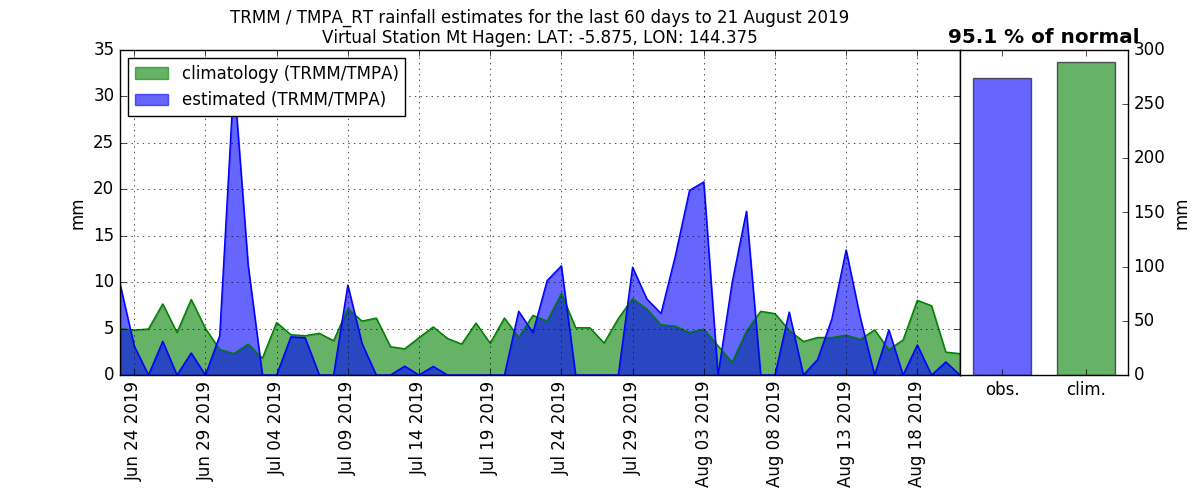 TRMM / TMPA_RT rainfall estimates for the last 60 days to 21 August 2019
Virtual Station Mt Hagen: LAT: -5.875, LON: 144.375
95.1 % of normal
climatology (TRMM/TMPA)
estimated (TRMM/TMPA)
35
30
25
20
15
10
5
0
mm
Jun 24 2019
Jun 29 2019
Jul 04 2019
Jul 09 2019
Jul 14 2019
Jul 19 2019
Jul 24 2019
Jul 29 2019
Aug 03 2019
Aug 08 2019
Aug 13 2019
Aug 18 2019
obs.
clim.
300
250
200
150
100
50
0
mm